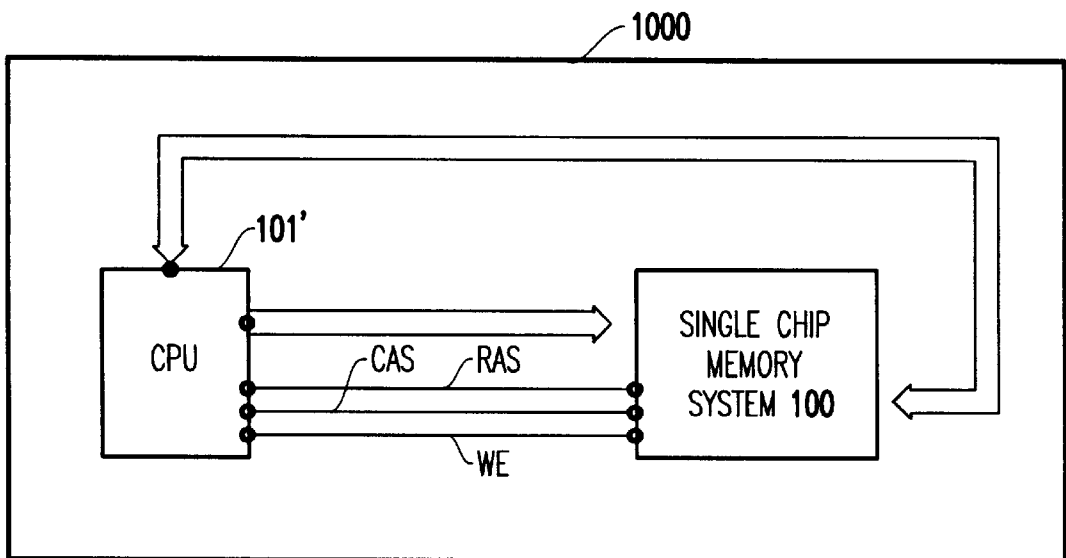 1000
101'
CPU
CAS
RAS
WE
SINGLE CHIP
MEMORY
SYSTEM 100